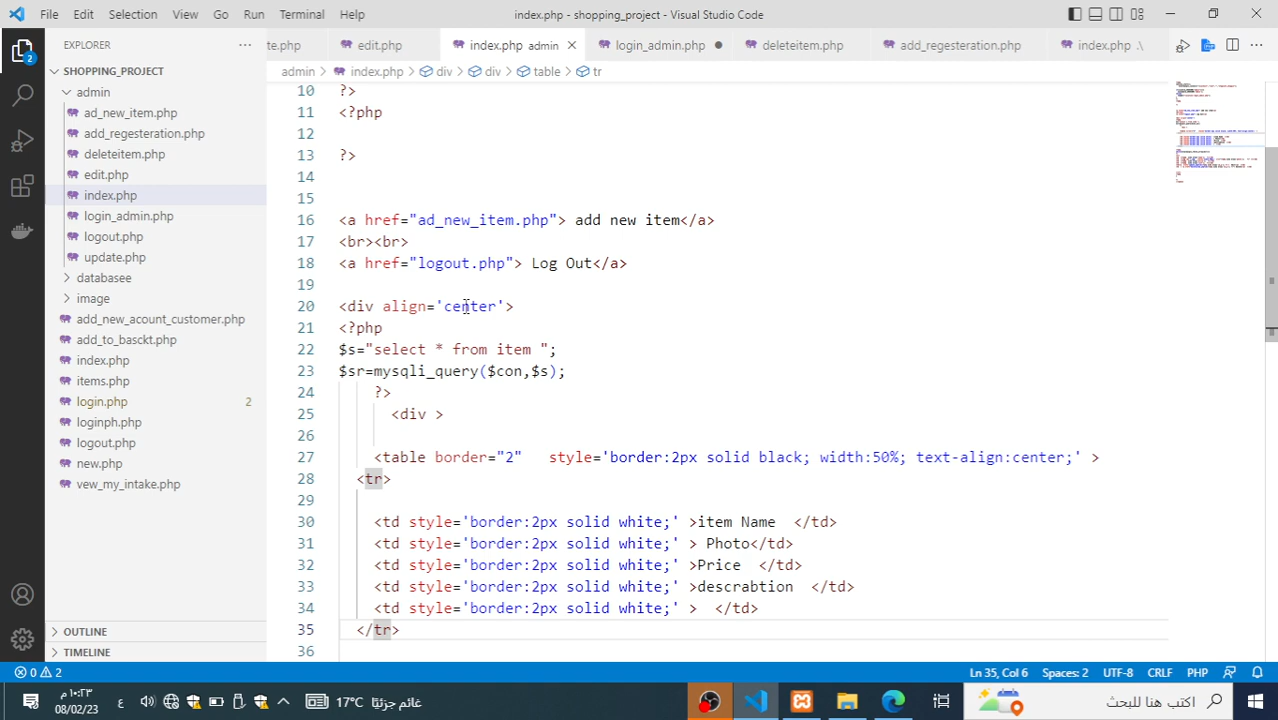 File Edit Selection View Go Run Terminal Help
index.php - shopping_project - Visual Studio Code
EXPLORER
te.php edit.php index.php admin login_admin.php deleteitem.php add_regesteration.php index.php .\
SHOPPING_PROJECT
admin > index.php > div > div > table > tr
admin
ad_new_item.php
add_regesteration.php
deleteitem.php
edit.php
index.php
login_admin.php
logout.php
update.php
databasee
image
add_new_acount_customer.php
add_to_basckt.php
index.php
items.php
login.php 2
loginph.php
logout.php
new.php
vew_my_intake.php
OUTLINE
TIMELINE
2
10 ?>
11 <?php
12
13 ?>
14
15
16 <a href="ad_new_item.php"> add new item</a>
17 <br><br>
18 <a href="logout.php"> Log Out</a>
19
20 <div align='center'>
21 <?php
22 $s="select * from item ";
23 $sr=mysqli_query($con,$s);
24 ?>
25 <div >
26
27 <table border="2" style='border:2px solid black; width:50%; text-align:center;' >
28 <tr>
29
30 <td style='border:2px solid white;' >item Name </td>
31 <td style='border:2px solid white;' > Photo</td>
32 <td style='border:2px solid white;' >Price </td>
33 <td style='border:2px solid white;' >descrabtion </td>
34 <td style='border:2px solid white;' > </td>
35 </tr>
36
0 2 Ln 35, Col 6 Spaces: 2 UTF-8 CRLF PHP
١٠:٢٣ م
08/02/23
ع
17°C غائم جزئيًا
اكتب هنا للبحث